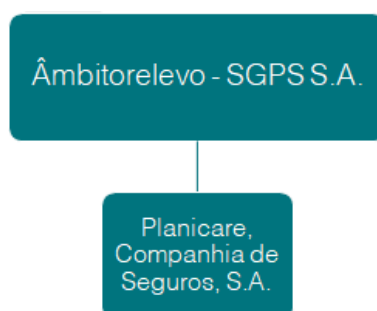 Âmbitorelevo - SGPS S.A.
Planicare,
Companhia de
Seguros, S.A.